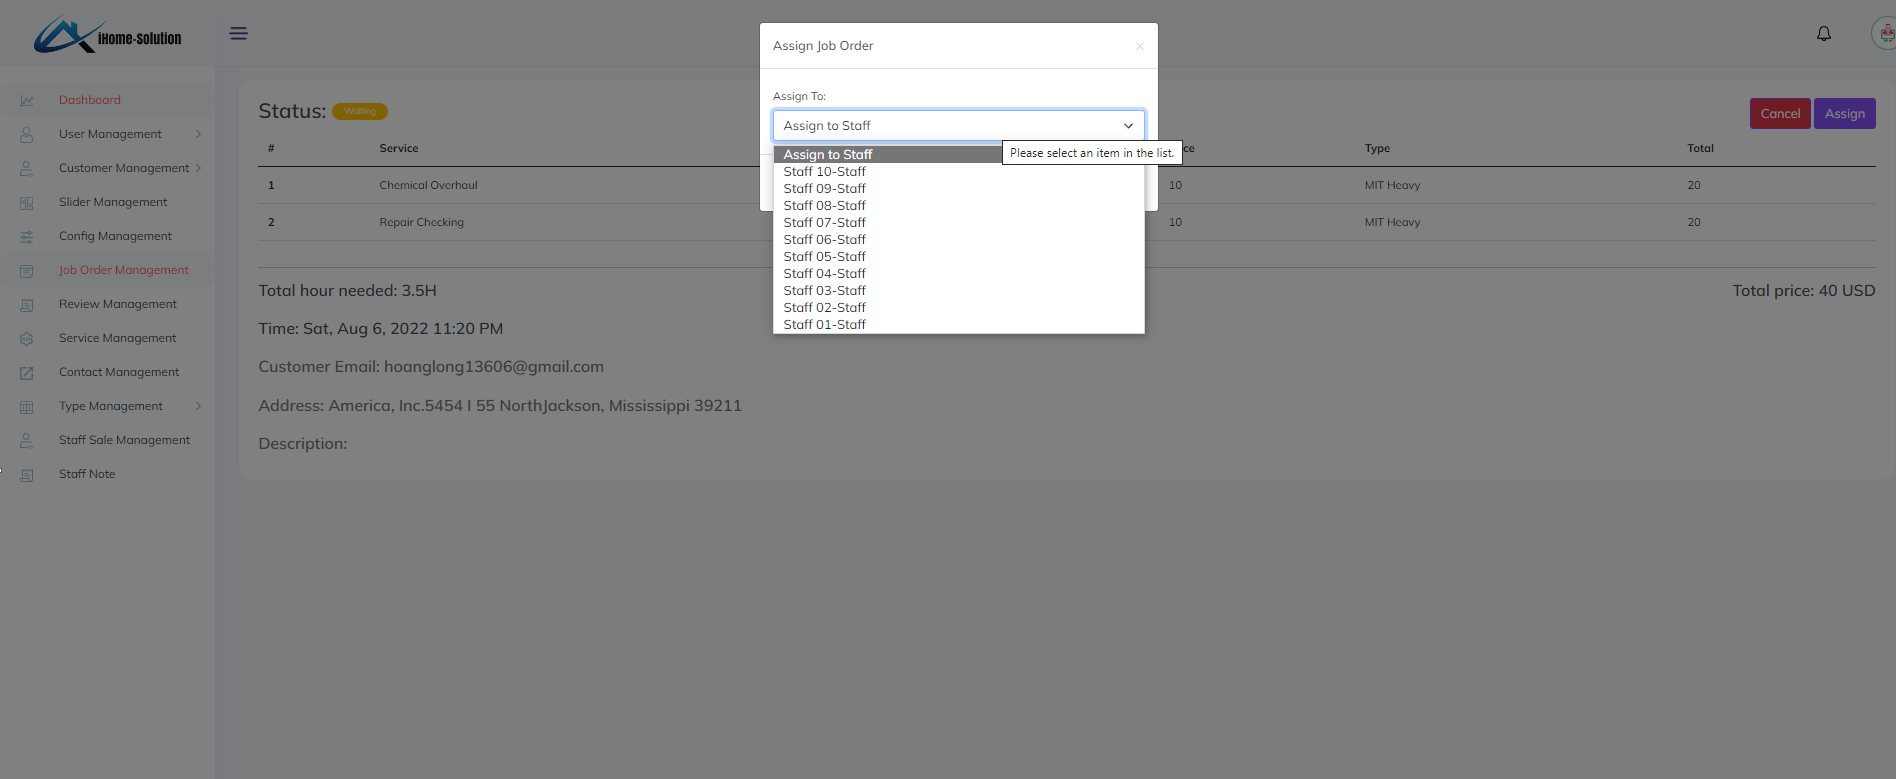 iHome-Solution
Dashboard
User Management
Customer Management
Slider Management
Config Management
Job Order Management
Review Management
Service Management
Contact Management
Type Management
Staff Sale Management
Staff Note
Assign Job Order ×
Assign To:
Assign to Staff
Please select an item in the list.
Assign to Staff
Staff 10-Staff
Staff 09-Staff
Staff 08-Staff
Staff 07-Staff
Staff 06-Staff
Staff 05-Staff
Staff 04-Staff
Staff 03-Staff
Staff 02-Staff
Staff 01-Staff
Status: Waiting
Cancel Assign
# Service Type Total
1 Chemical Overhaul 10 MIT Heavy 20
2 Repair Checking 10 MIT Heavy 20
Total hour needed: 3.5H Total price: 40 USD
Time: Sat, Aug 6, 2022 11:20 PM
Customer Email: hoanglong13606@gmail.com
Address: America, Inc.5454 I 55 NorthJackson, Mississippi 39211
Description: